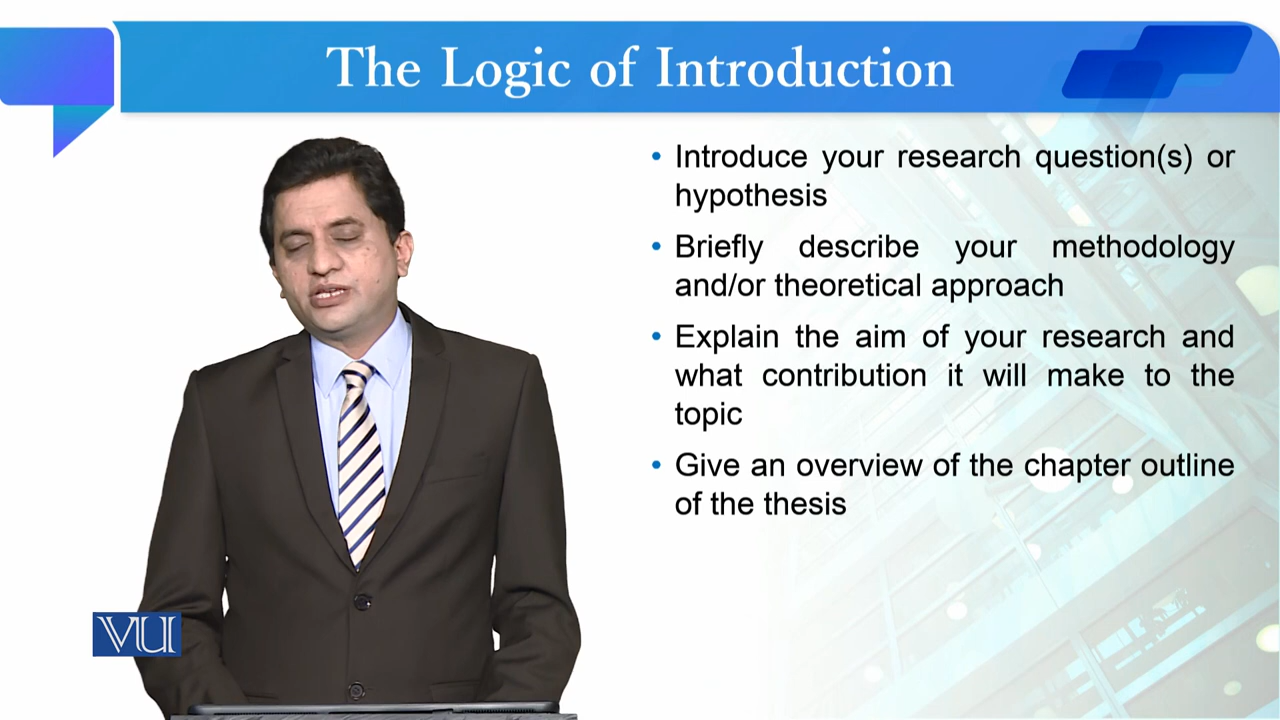 The Logic of Introduction
• Introduce your research question(s) or
hypothesis
• Briefly describe your methodology
and/or theoretical approach
• Explain the aim of your research and
what contribution it will make to the
topic
• Give an overview of the chapter outline
of the thesis
VU